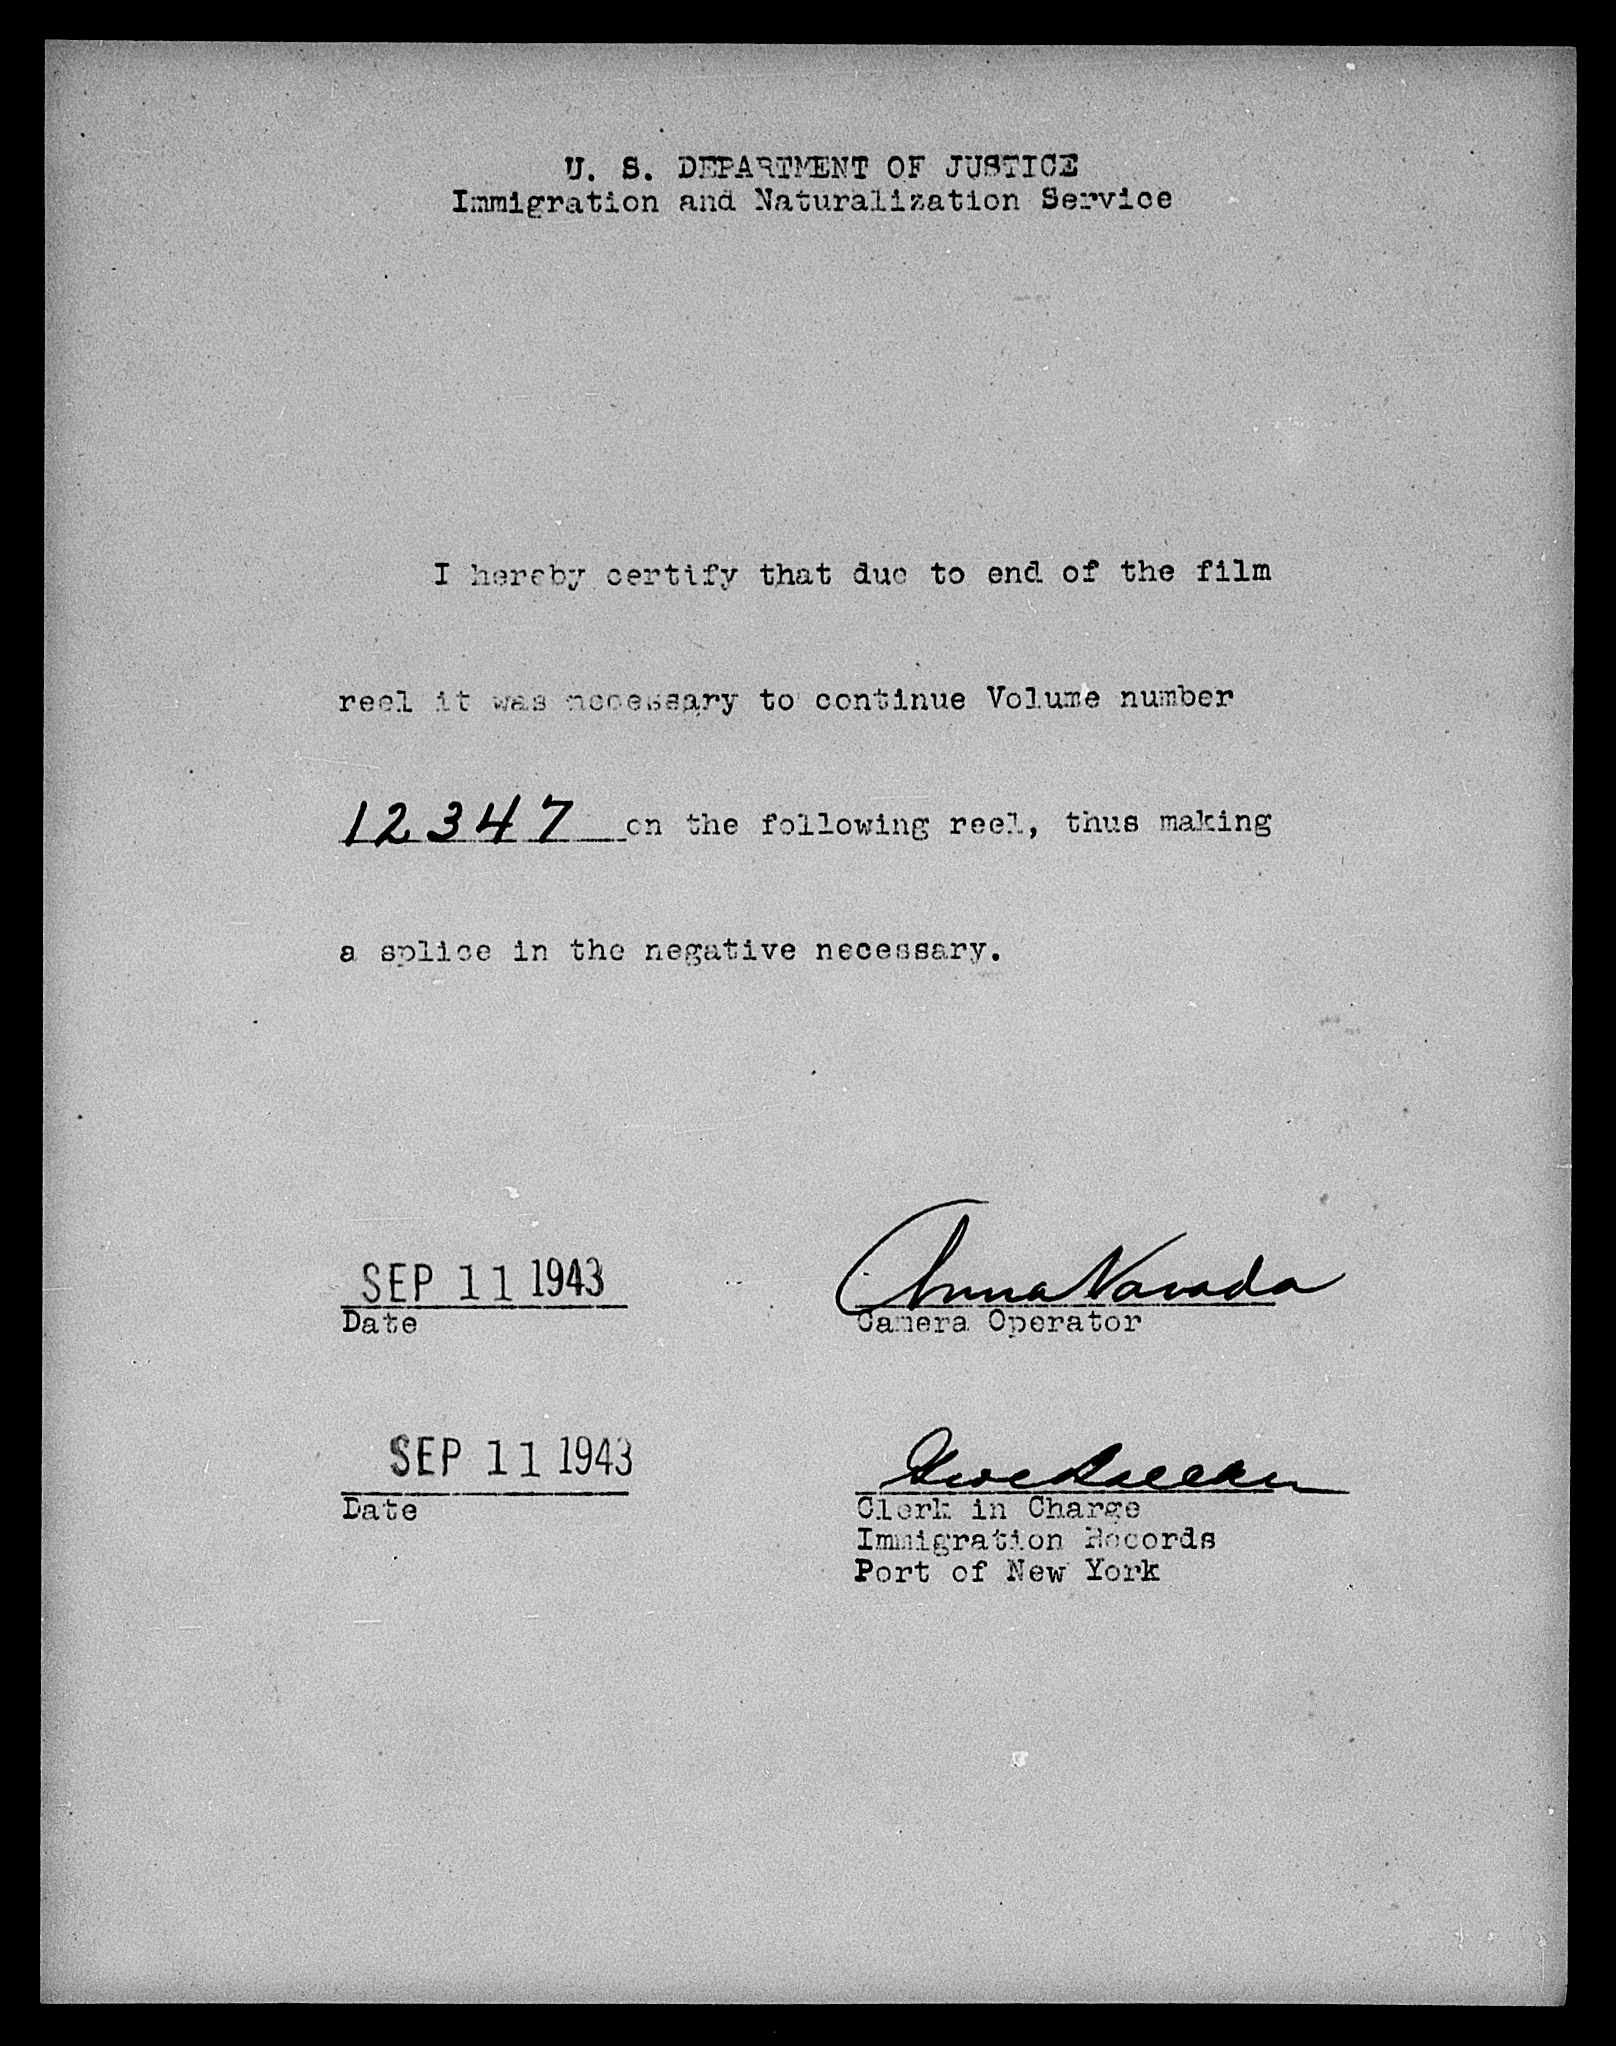 U. S. DEPARTMENT OF JUSTICE
Immigration and Naturalization Service
I hereby certify that due to end of the film
reel it was necessary to continue Volume number
12347 on the following reel, thus making
a splice in the negative necessary.
SEP 11 1943
Anna Navada
Date
Camera Operator
SEP 11 1943
Date
Clerk in Charge
Immigration Records
Port of New York